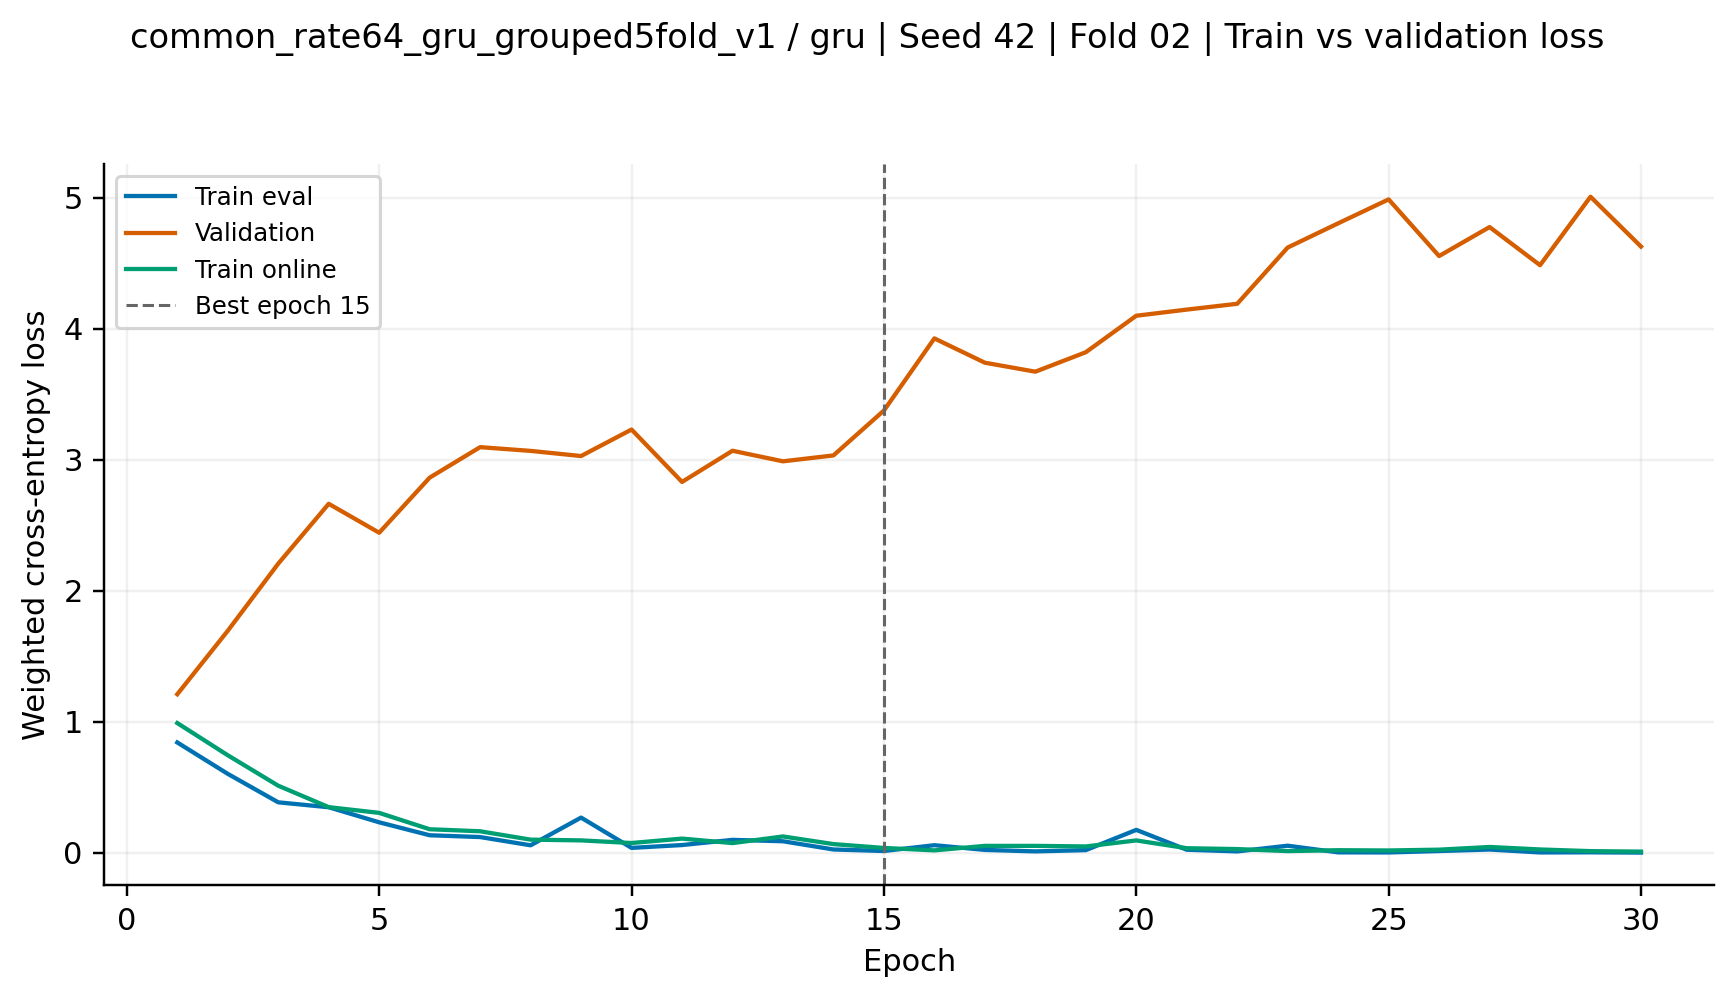 common_rate64_gru_grouped5fold_v1 / gru | Seed 42 | Fold 02 | Train vs validation loss
Train eval
Validation
Train online
Best epoch 15
Weighted cross-entropy loss
5
4
3
2
1
0
0 5 10 15 20 25 30
Epoch